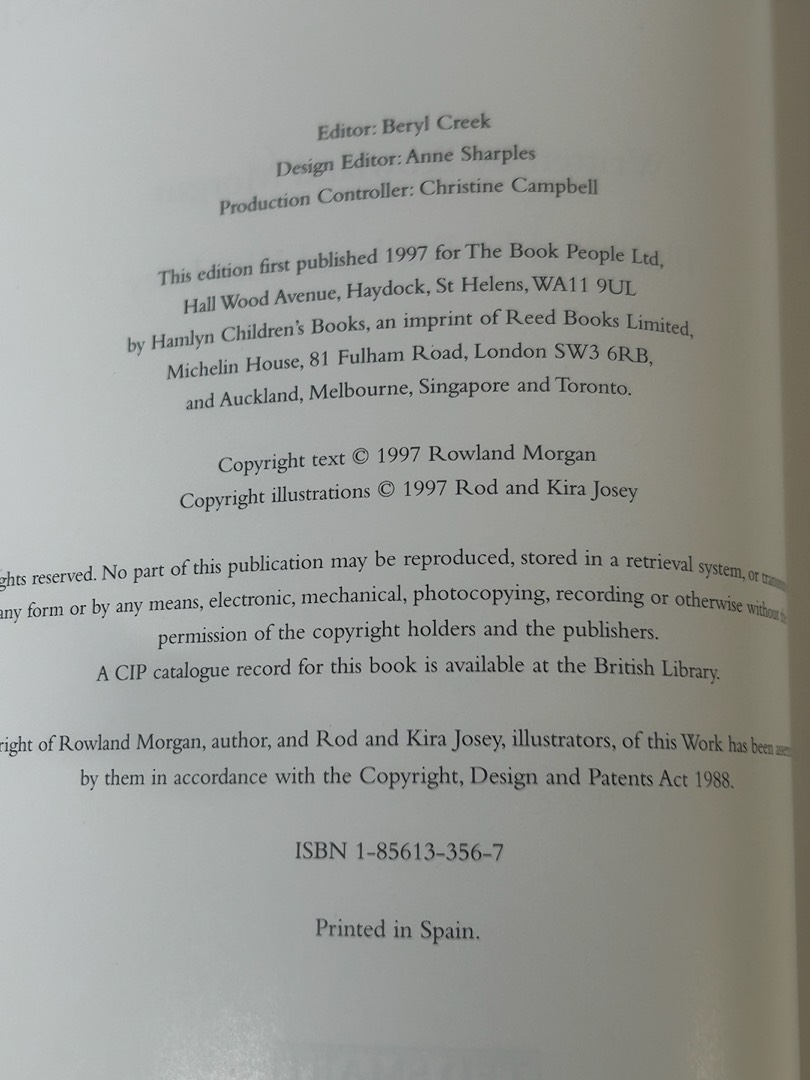 Editor: Beryl Creek
Design Editor: Anne Sharples
Production Controller: Christine Campbell
This edition first published 1997 for The Book People Ltd,
Hall Wood Avenue, Haydock, St Helens, WA11 9UL
by Hamlyn Children's Books, an imprint of Reed Books Limited,
Michelin House, 81 Fulham Road, London SW3 6RB,
and Auckland, Melbourne, Singapore and Toronto.
Copyright text © 1997 Rowland Morgan
Copyright illustrations © 1997 Rod and Kira Josey
ghts reserved. No part of this publication may be reproduced, stored in a retrieval system, or
any form or by any means, electronic, mechanical, photocopying, recording or otherwise without
permission of the copyright holders and the publishers.
A CIP catalogue record for this book is available at the British Library.
right of Rowland Morgan, author, and Rod and Kira Josey, illustrators, of this Work has been
by them in accordance with the Copyright, Design and Patents Act 1988.
ISBN 1-85613-356-7
Printed in Spain.